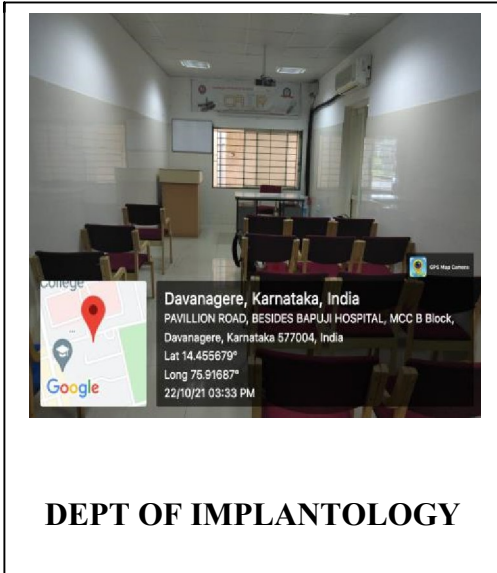 GPS Map Camera
College
Google
Davanagere, Karnataka, India
PAVILLION ROAD, BESIDES BAPUJI HOSPITAL, MCC B Block,
Davanagere, Karnataka 577004, India
Lat 14.455679°
Long 75.91687°
22/10/21 03:33 PM
DEPT OF IMPLANTOLOGY